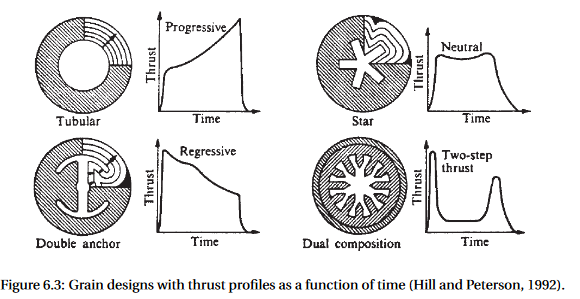 Progressive
Thrust
Time
Tubular
Neutral
Thrust
Time
Star
Regressive
Thrust
Time
Double anchor
Two-step
thrust
Thrust
Time
Dual composition
Figure 6.3: Grain designs with thrust profiles as a function of time (Hill and Peterson, 1992).